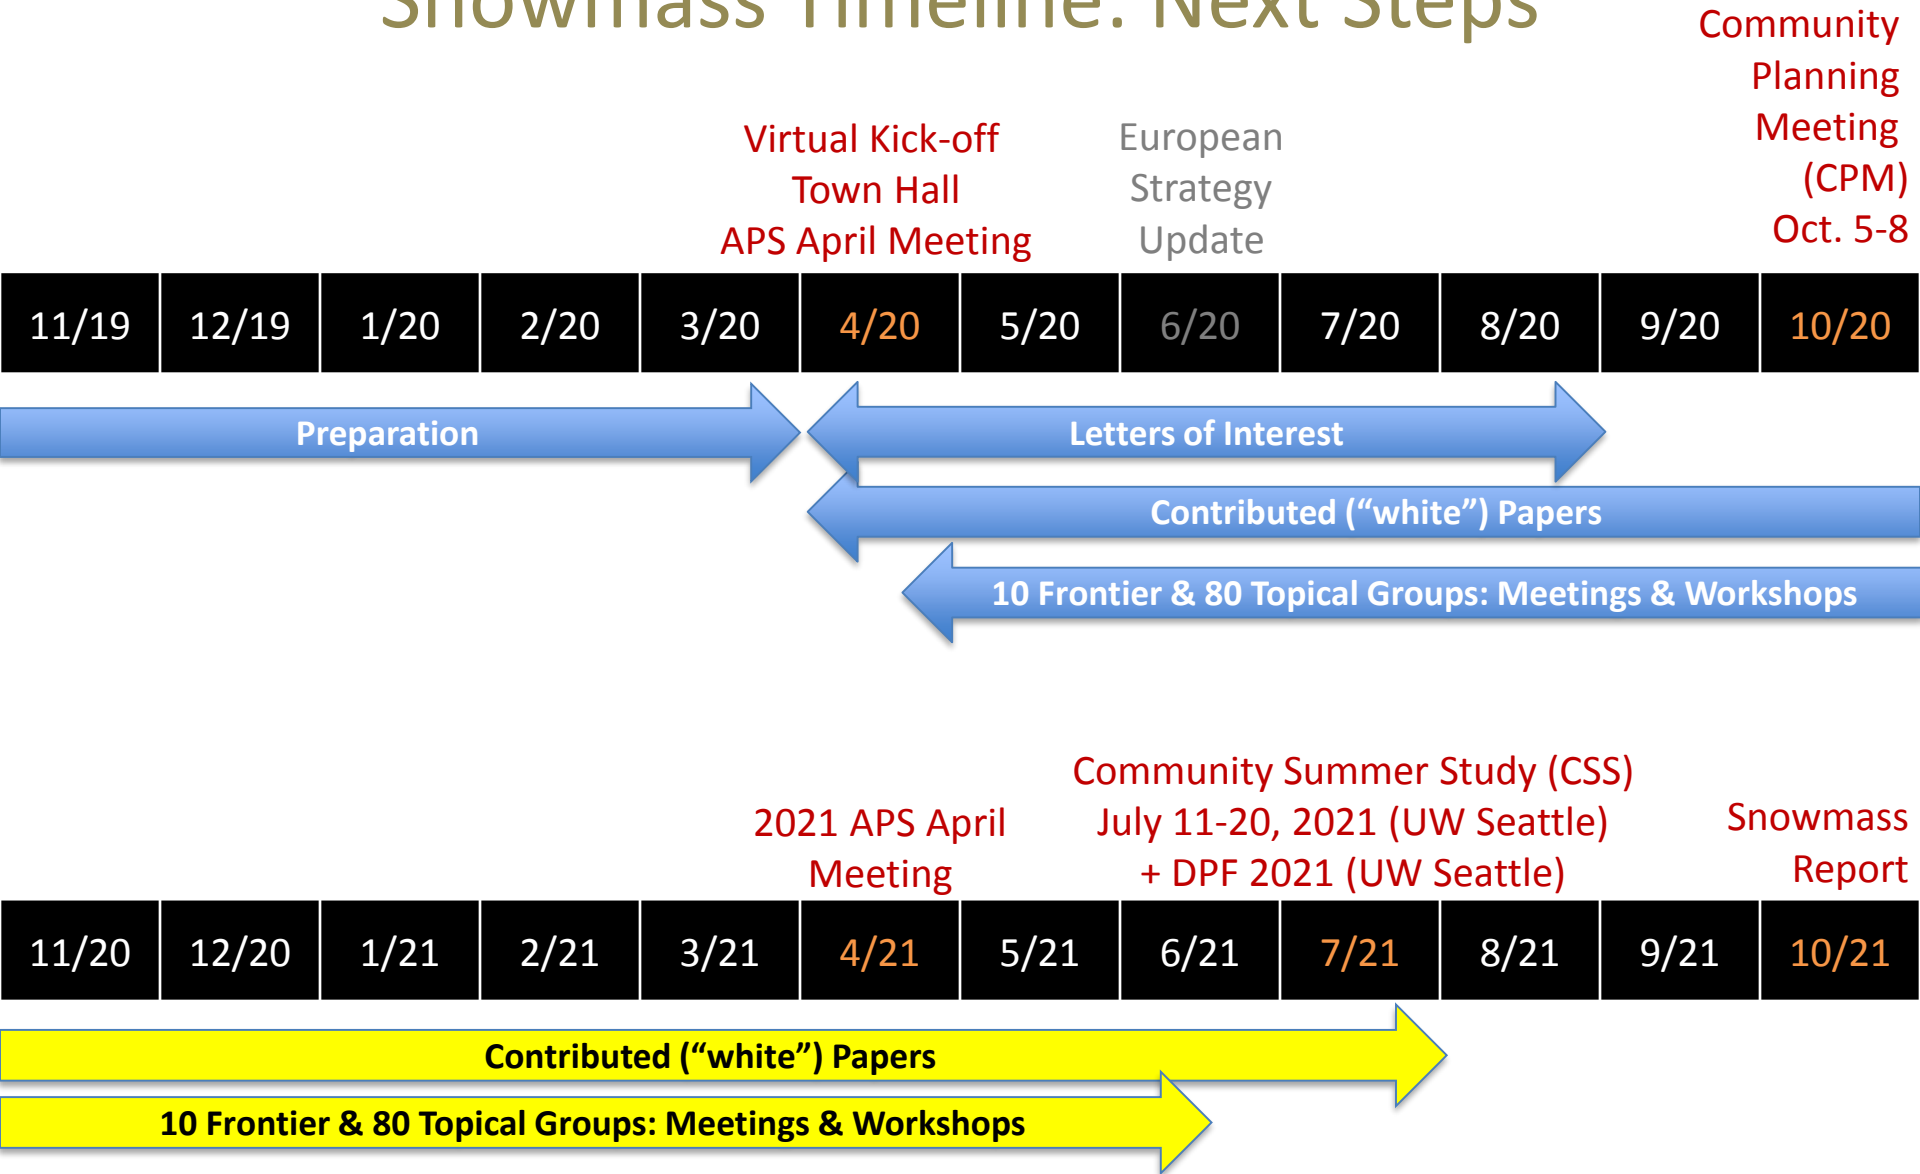 Snowmass Timeline: Next Steps
Community
Planning
Meeting
(CPM)
Oct. 5-8
Virtual Kick-off
Town Hall
APS April Meeting
European
Strategy
Update
11/19 12/19 1/20 2/20 3/20 4/20 5/20 6/20 7/20 8/20 9/20 10/20
Preparation
Letters of Interest
Contributed (“white”) Papers
10 Frontier & 80 Topical Groups: Meetings & Workshops
2021 APS April
Meeting
Community Summer Study (CSS)
July 11-20, 2021 (UW Seattle)
+ DPF 2021 (UW Seattle)
Snowmass
Report
11/20 12/20 1/21 2/21 3/21 4/21 5/21 6/21 7/21 8/21 9/21 10/21
Contributed (“white”) Papers
10 Frontier & 80 Topical Groups: Meetings & Workshops